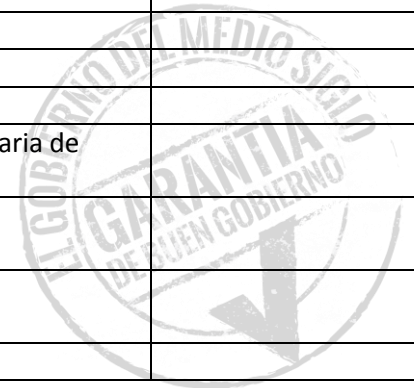 EL GOBIERNO DEL MEDIO SIGLO
aria de
GARANTIA
DE BUEN GOBIERNO